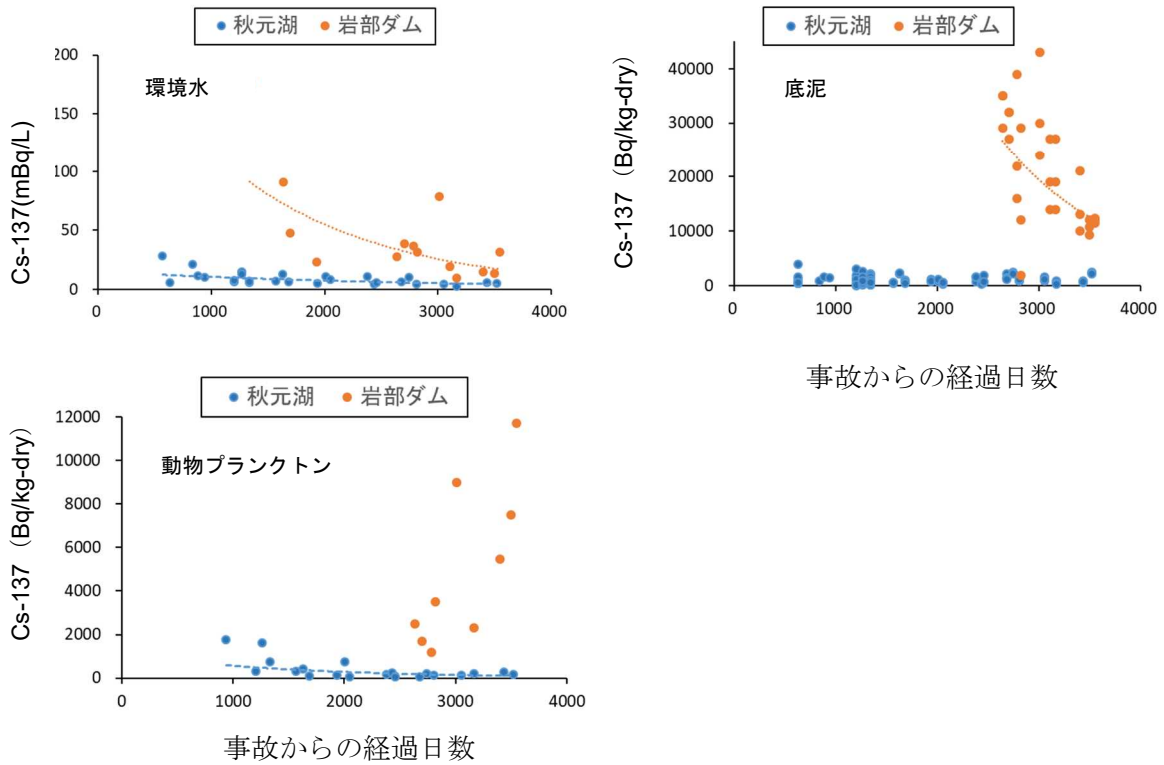 秋元湖 岩部ダム
環境水
Cs-137(mBq/L)
200
150
100
50
0
0 1000 2000 3000 4000
秋元湖 岩部ダム
底泥
Cs-137 (Bq/kg-dry)
40000
30000
20000
10000
0
0 1000 2000 3000 4000
事故からの経過日数
秋元湖 岩部ダム
動物プランクトン
Cs-137 (Bq/kg-dry)
12000
10000
8000
6000
4000
2000
0
0 1000 2000 3000 4000
事故からの経過日数